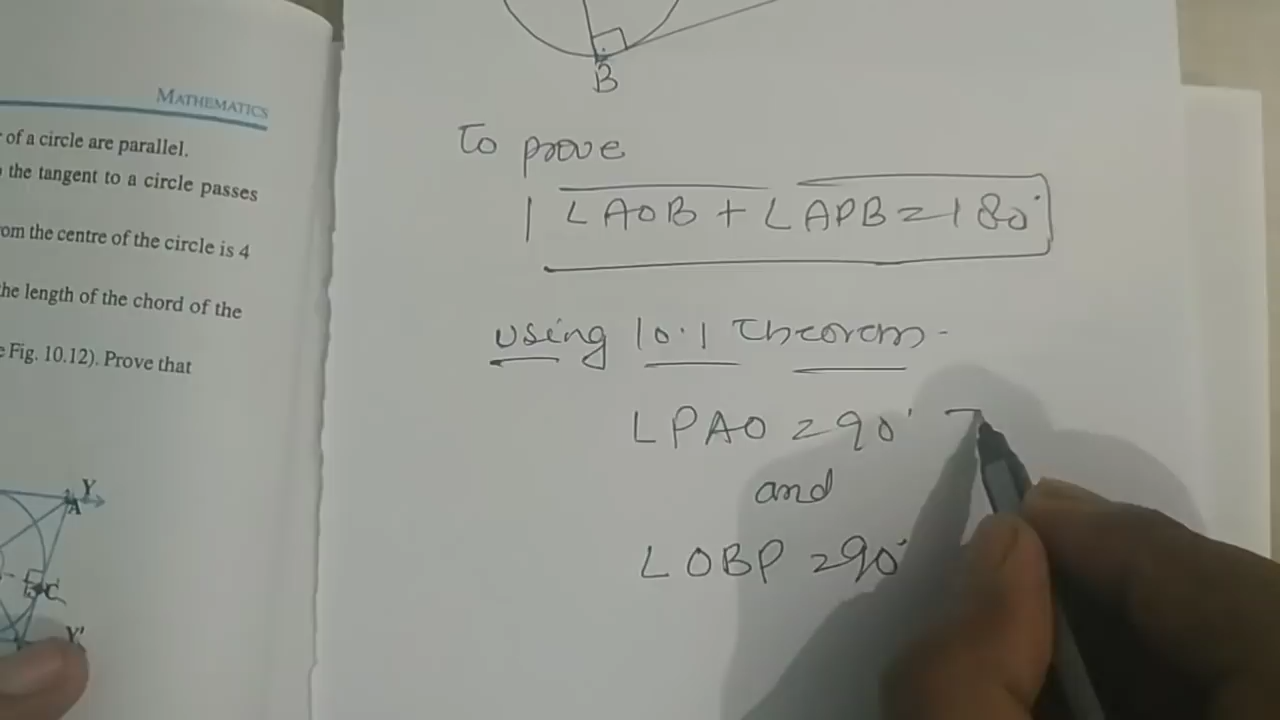 MATHEMATICS
of a circle are parallel.
the tangent to a circle passes
om the centre of the circle is 4
the length of the chord of the
Fig. 10.12). Prove that
Y
A
C
Y'
B
To prove
∠AOB + ∠APB = 180°
using 10.1 Theorem-
∠PAO = 90°
and
∠OBP = 90°